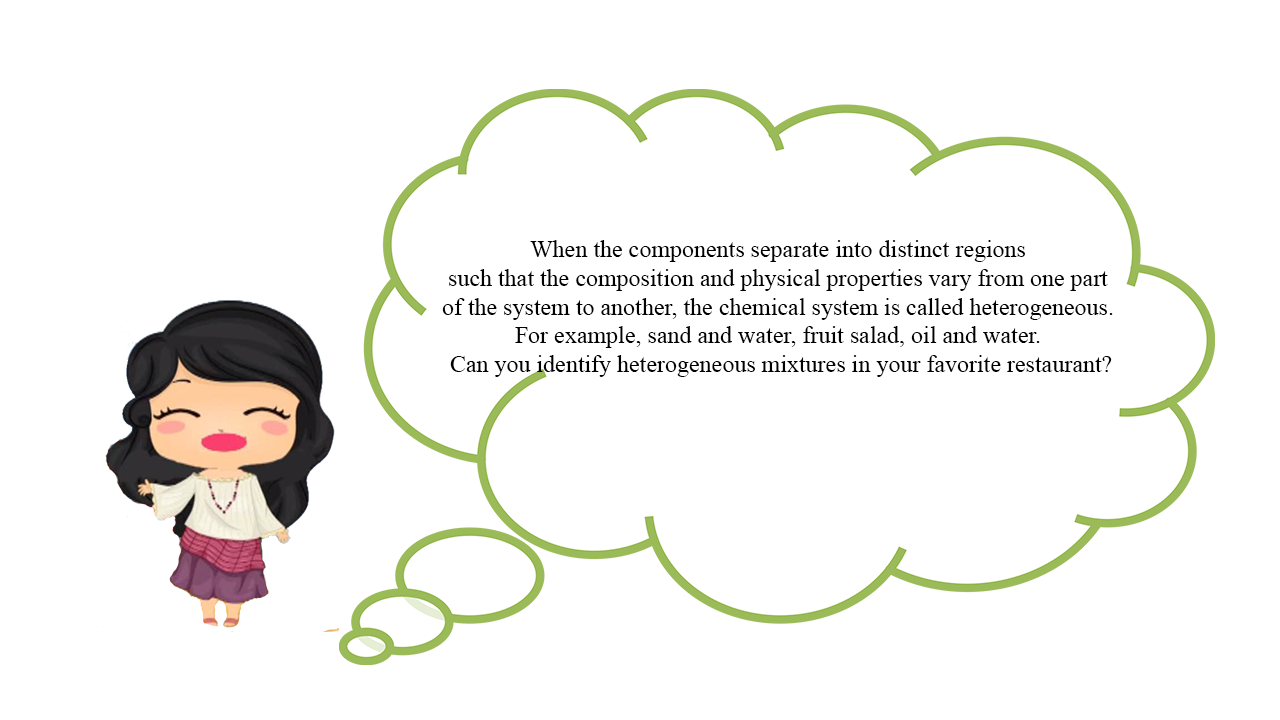 When the components separate into distinct regions
such that the composition and physical properties vary from one part
of the system to another, the chemical system is called heterogeneous.
For example, sand and water, fruit salad, oil and water.
Can you identify heterogeneous mixtures in your favorite restaurant?